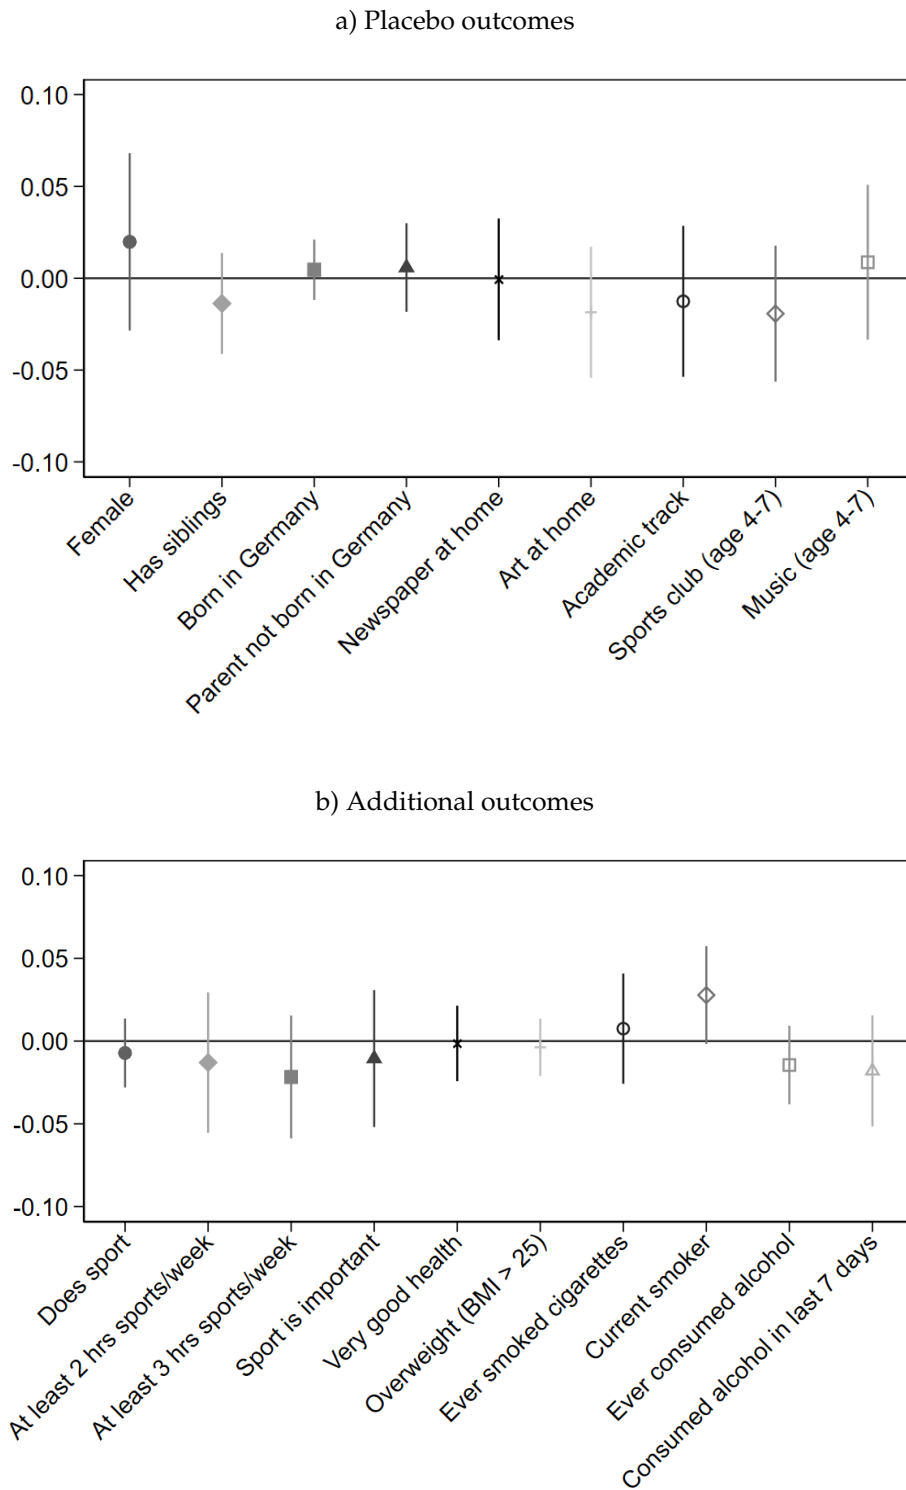 a) Placebo outcomes
0.10
0.05
0.00
-0.05
-0.10
Female
Has siblings
Born in Germany
Parent not born in Germany
Newspaper at home
Art at home
Academic track
Sports club (age 4-7)
Music (age 4-7)
b) Additional outcomes
0.10
0.05
0.00
-0.05
-0.10
Does sport
At least 2 hrs sports/week
At least 3 hrs sports/week
Sport is important
Very good health
Overweight (BMI > 25)
Ever smoked cigarettes
Current smoker
Ever consumed alcohol
Consumed alcohol in last 7 days